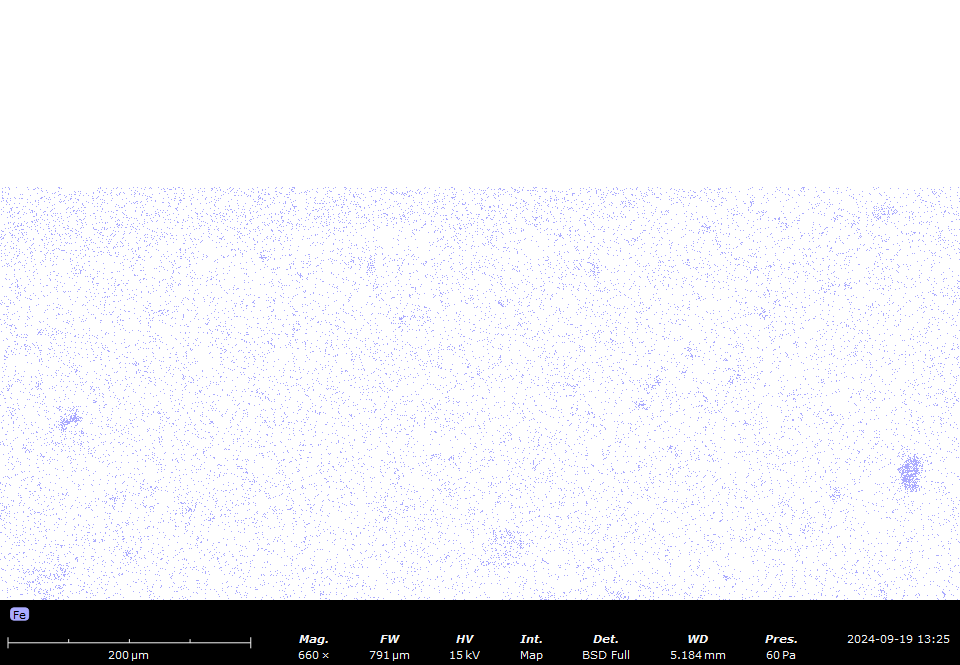 Fe
Mag. FW HV Int. Det. WD Pres. 2024-09-19 13:25
200 µm 660 × 791 µm 15 kV Map BSD Full 5.184 mm 60 Pa